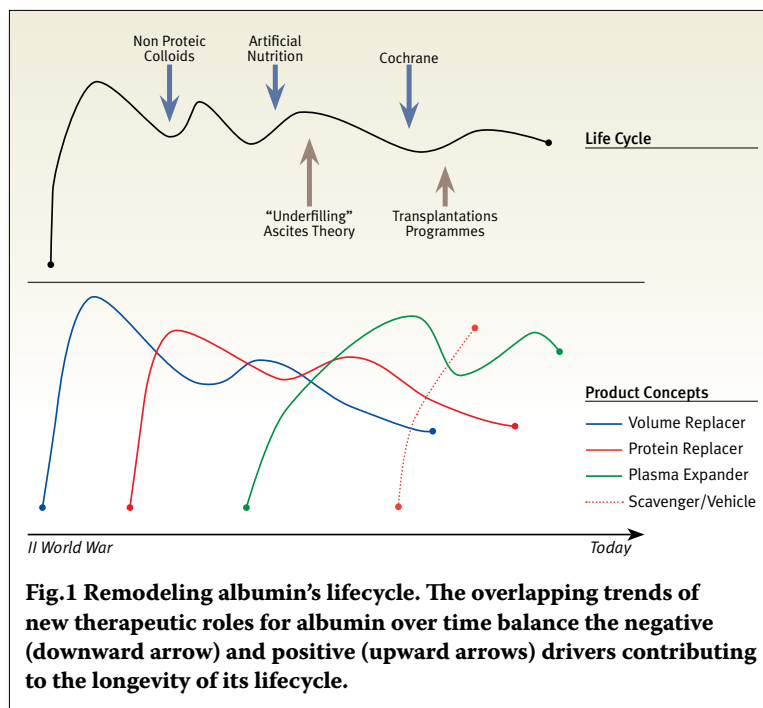 Non Proteic
Colloids
Artificial
Nutrition
Cochrane
Life Cycle
“Underfilling”
Ascites Theory
Transplantations
Programmes
Product Concepts
Volume Replacer
Protein Replacer
Plasma Expander
Scavenger/Vehicle
II World War
Today
Fig.1 Remodeling albumin’s lifecycle. The overlapping trends of
new therapeutic roles for albumin over time balance the negative
(downward arrow) and positive (upward arrows) drivers contributing
to the longevity of its lifecycle.